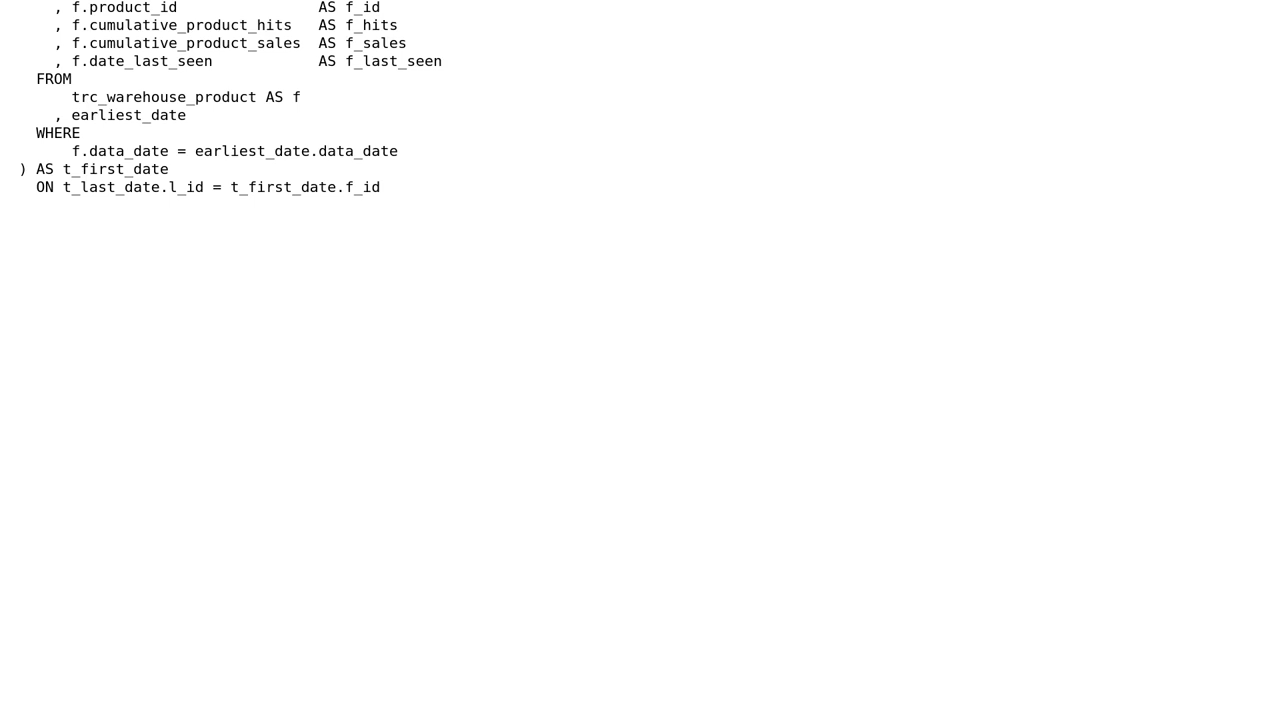 , f.product_id                AS f_id
    , f.cumulative_product_hits   AS f_hits
    , f.cumulative_product_sales  AS f_sales
    , f.date_last_seen            AS f_last_seen
  FROM
      trc_warehouse_product AS f
    , earliest_date
  WHERE
      f.data_date = earliest_date.data_date
) AS t_first_date
  ON t_last_date.l_id = t_first_date.f_id